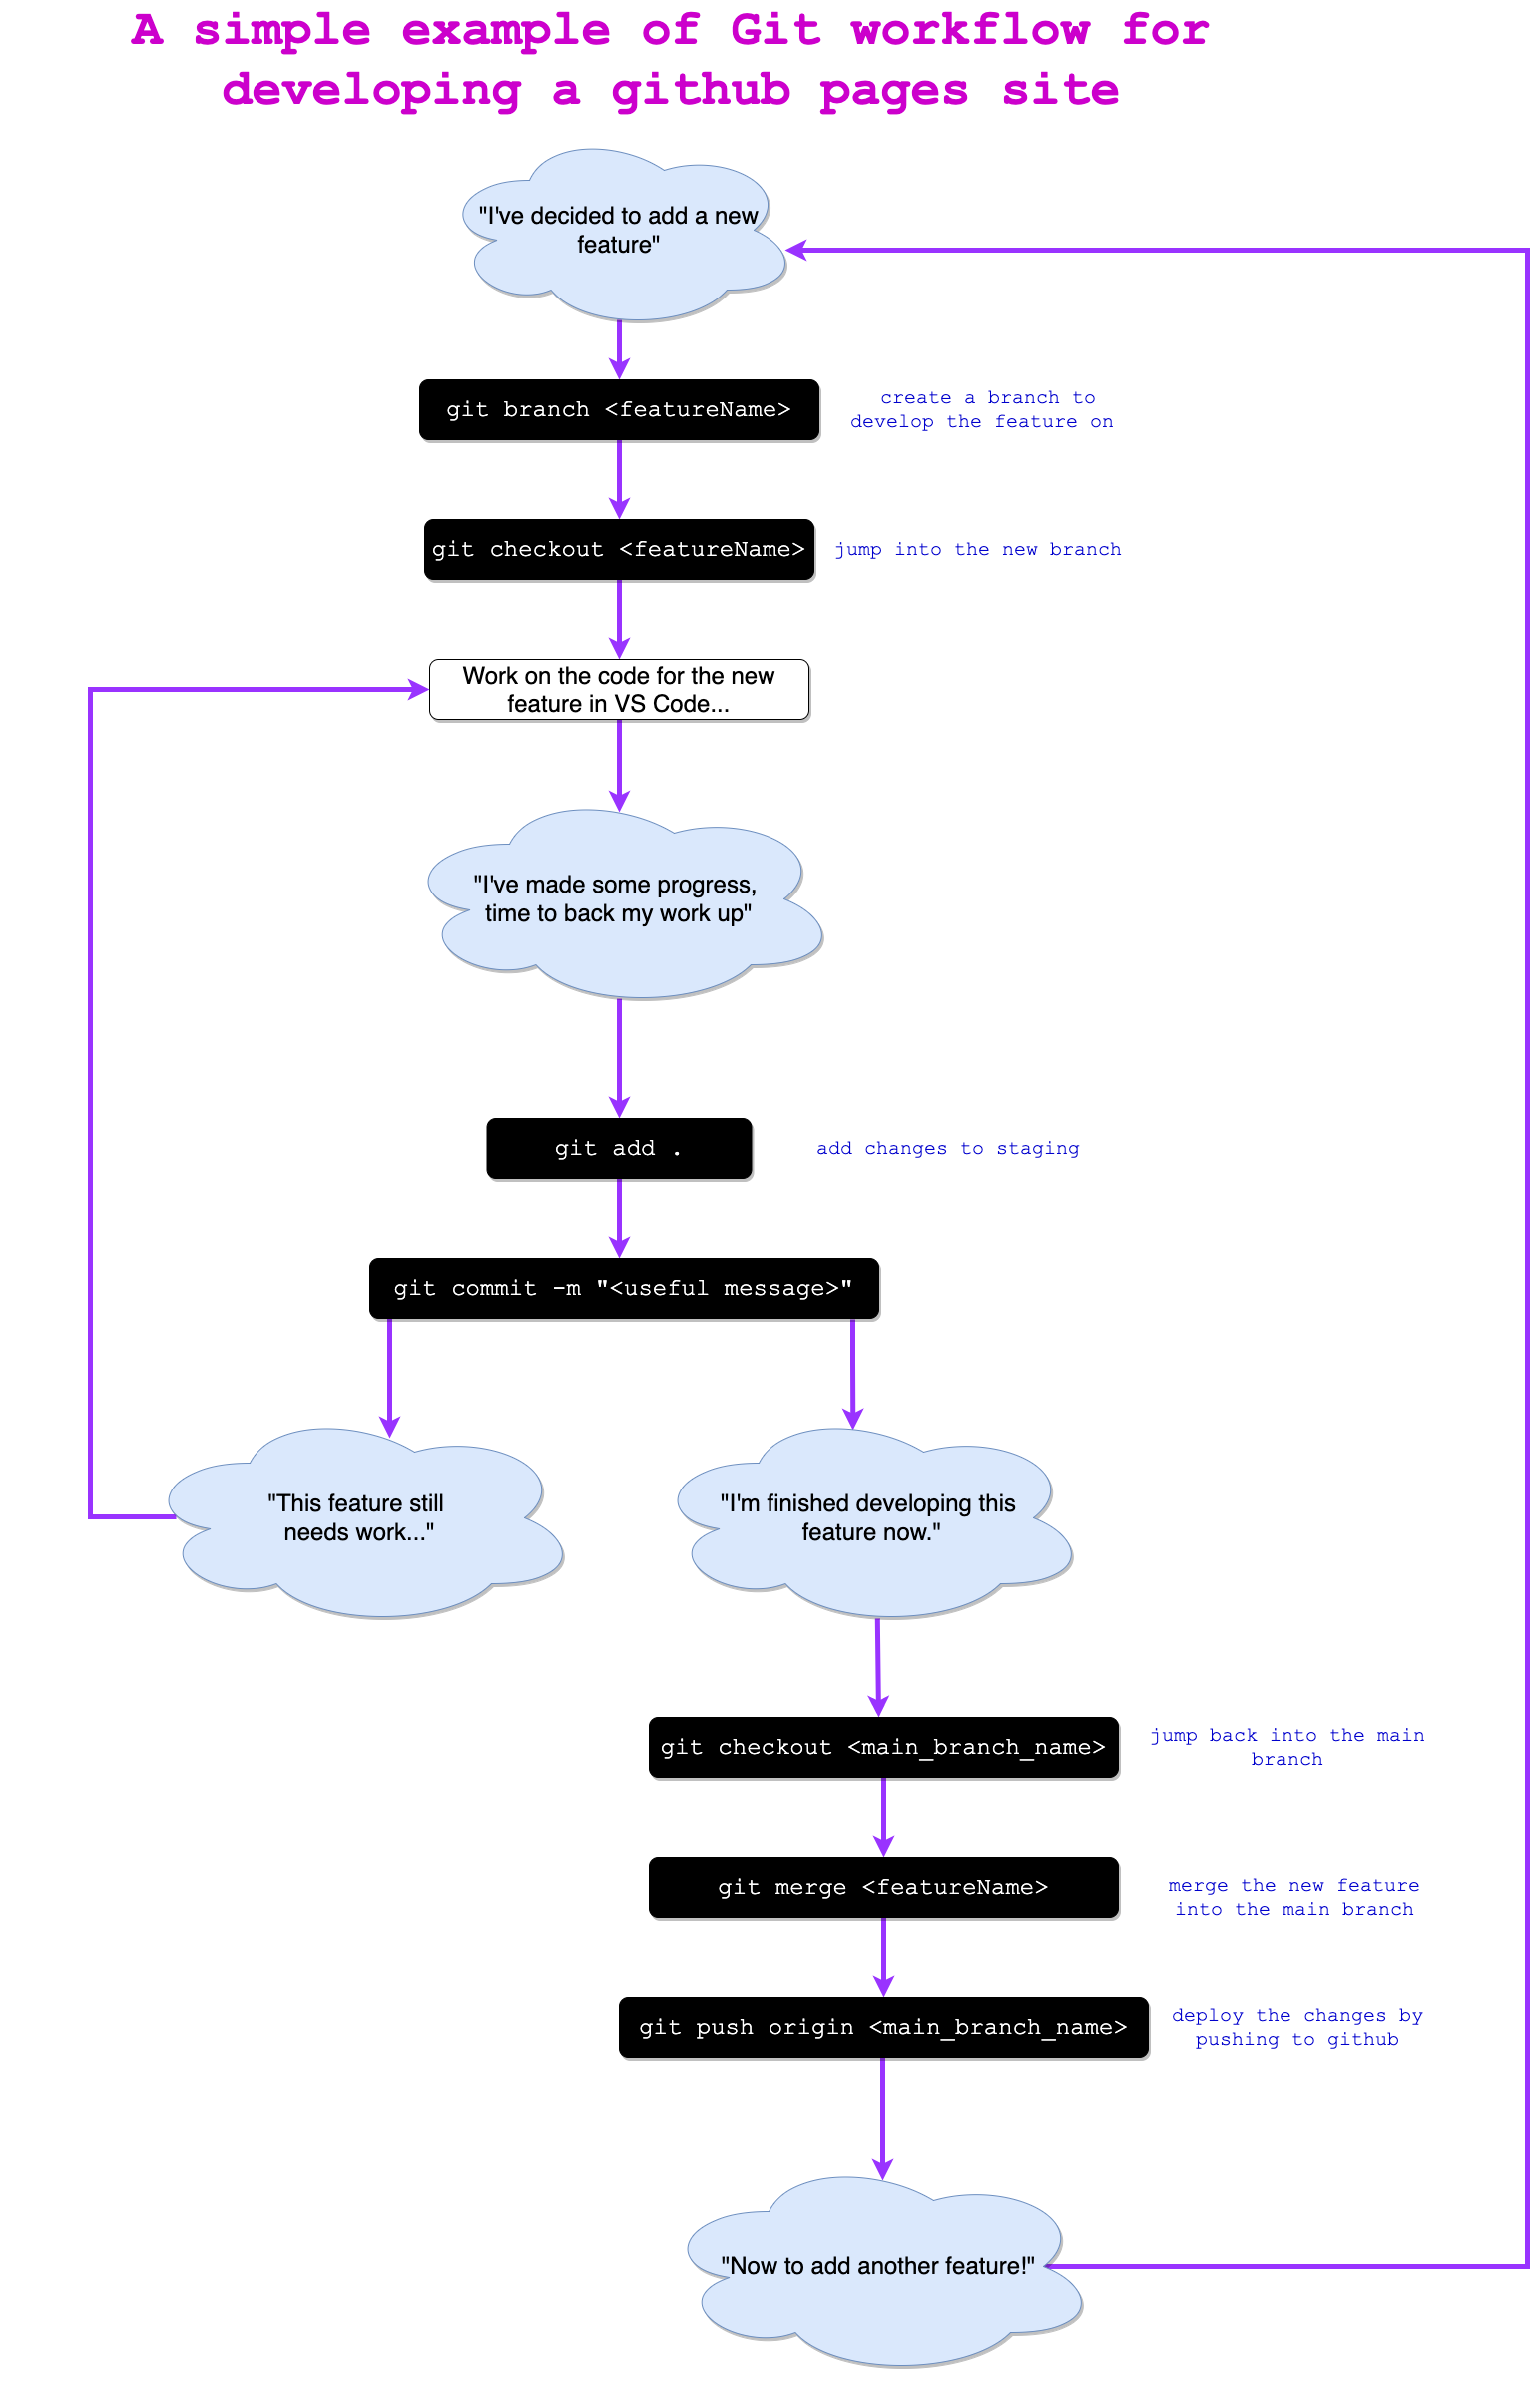 A simple example of Git workflow for
developing a github pages site
"I've decided to add a new
feature"
git branch <featureName>
create a branch to
develop the feature on
git checkout <featureName>
jump into the new branch
Work on the code for the new
feature in VS Code...
"I've made some progress,
time to back my work up"
git add .
add changes to staging
git commit -m "<useful message>"
"This feature still
needs work..."
"I'm finished developing this
feature now."
git checkout <main_branch_name>
jump back into the main
branch
git merge <featureName>
merge the new feature
into the main branch
git push origin <main_branch_name>
deploy the changes by
pushing to github
"Now to add another feature!"